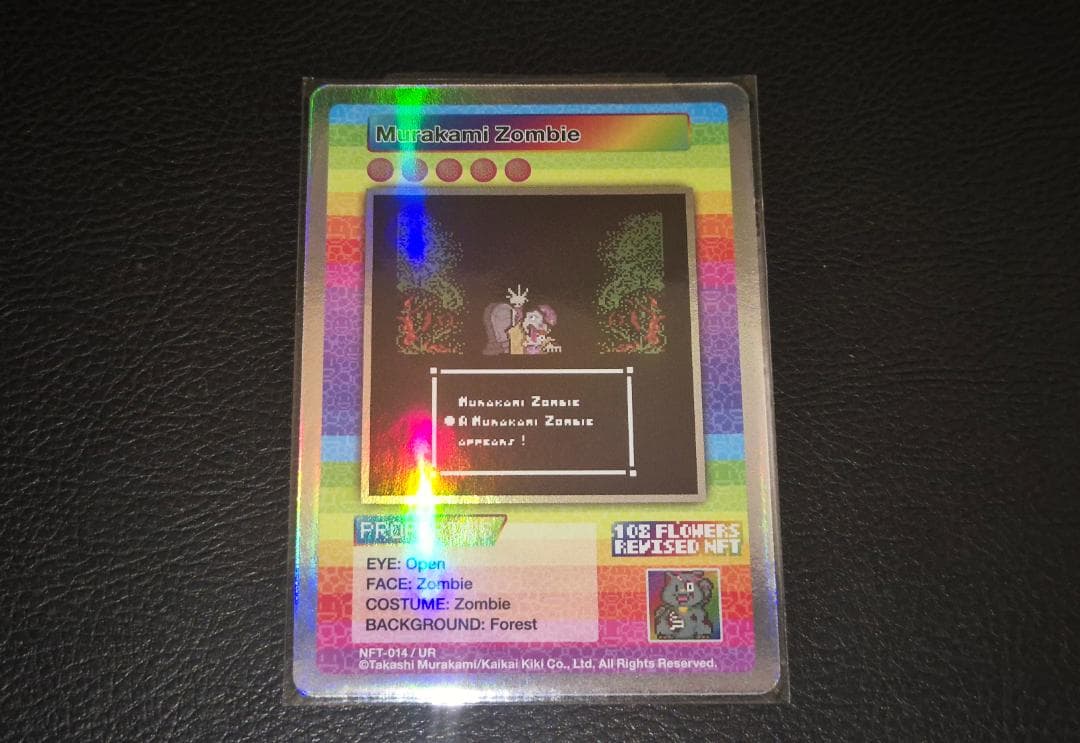 Murakami Zombie
Murakami Zombie
A Murakami Zombie
appears!
PROPERTIES
108 FLOWERS
REVISED NFT
EYE: Open
FACE: Zombie
COSTUME: Zombie
BACKGROUND: Forest
NFT-014 / UR
©Takashi Murakami/Kaikai Kiki Co., Ltd. All Rights Reserved.